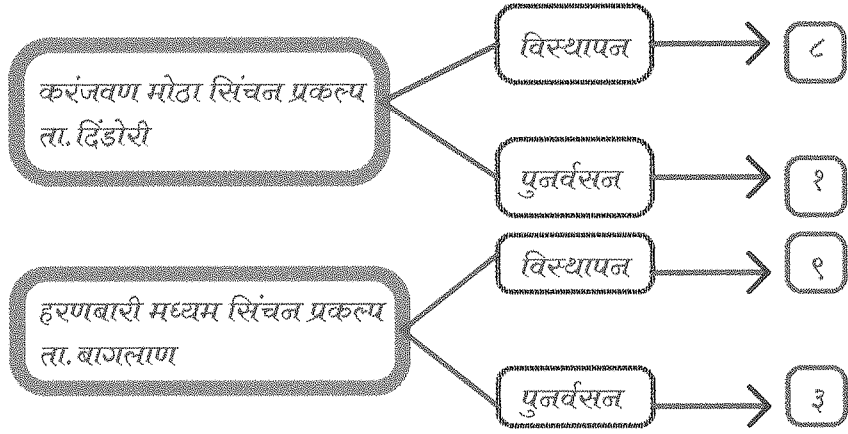 करंजवण मोठा सिंचन प्रकल्प
ता. दिंडोरी
विस्थापन
८
पुनर्वसन
१
हरणबारी मध्यम सिंचन प्रकल्प
ता. बागलाण
विस्थापन
९
पुनर्वसन
३